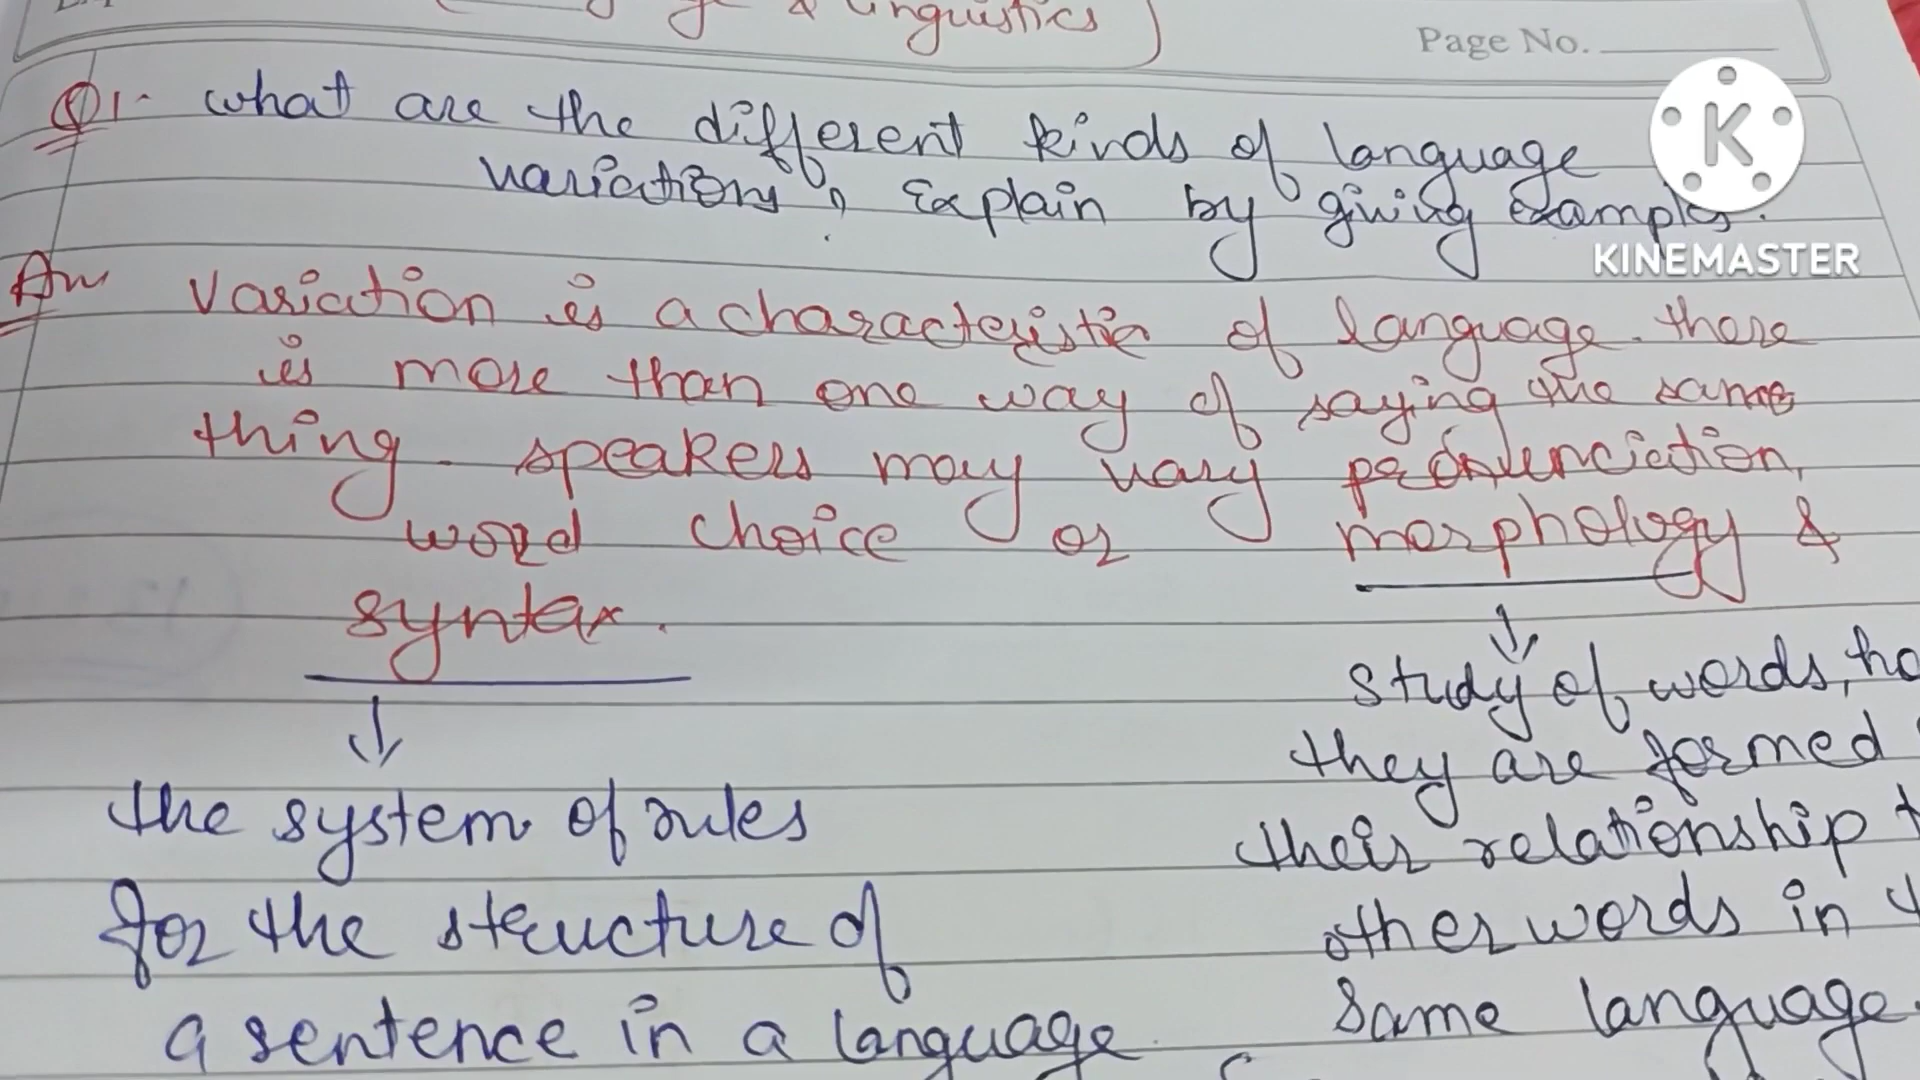 & linguistics)
Page No.
Q1- what are the different kinds of language
variations, Explain by giving examples.
K
KINEMASTER
Ans Variation is a characteristic of language. there
is more than one way of saying the same
thing. speakers may vary pronunciation,
word choice or morphology &
syntax.
study of words, ho
they are formed
the system of rules
their relationship t
for the structure of
other words in t
a sentence in a language.
same language.